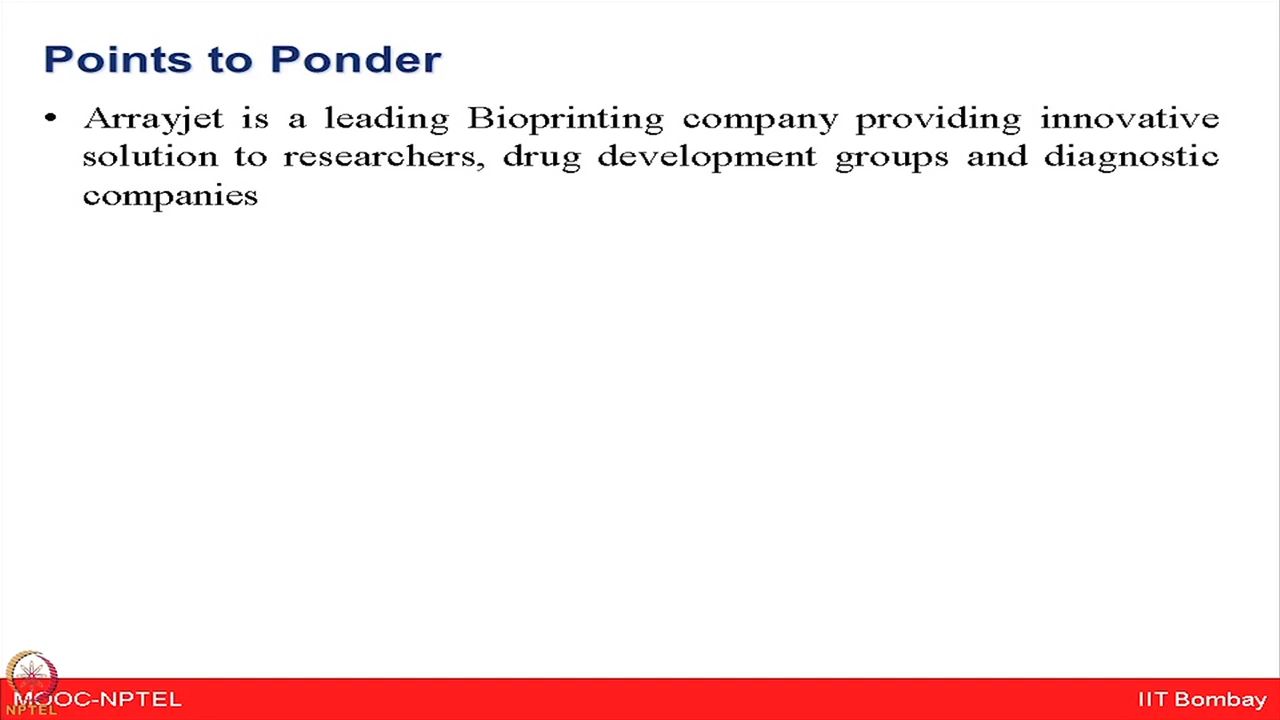 Points to Ponder
• Arrayjet is a leading Bioprinting company providing innovative
solution to researchers, drug development groups and diagnostic
companies
MOOC-NPTEL
NPTEL
IIT Bombay